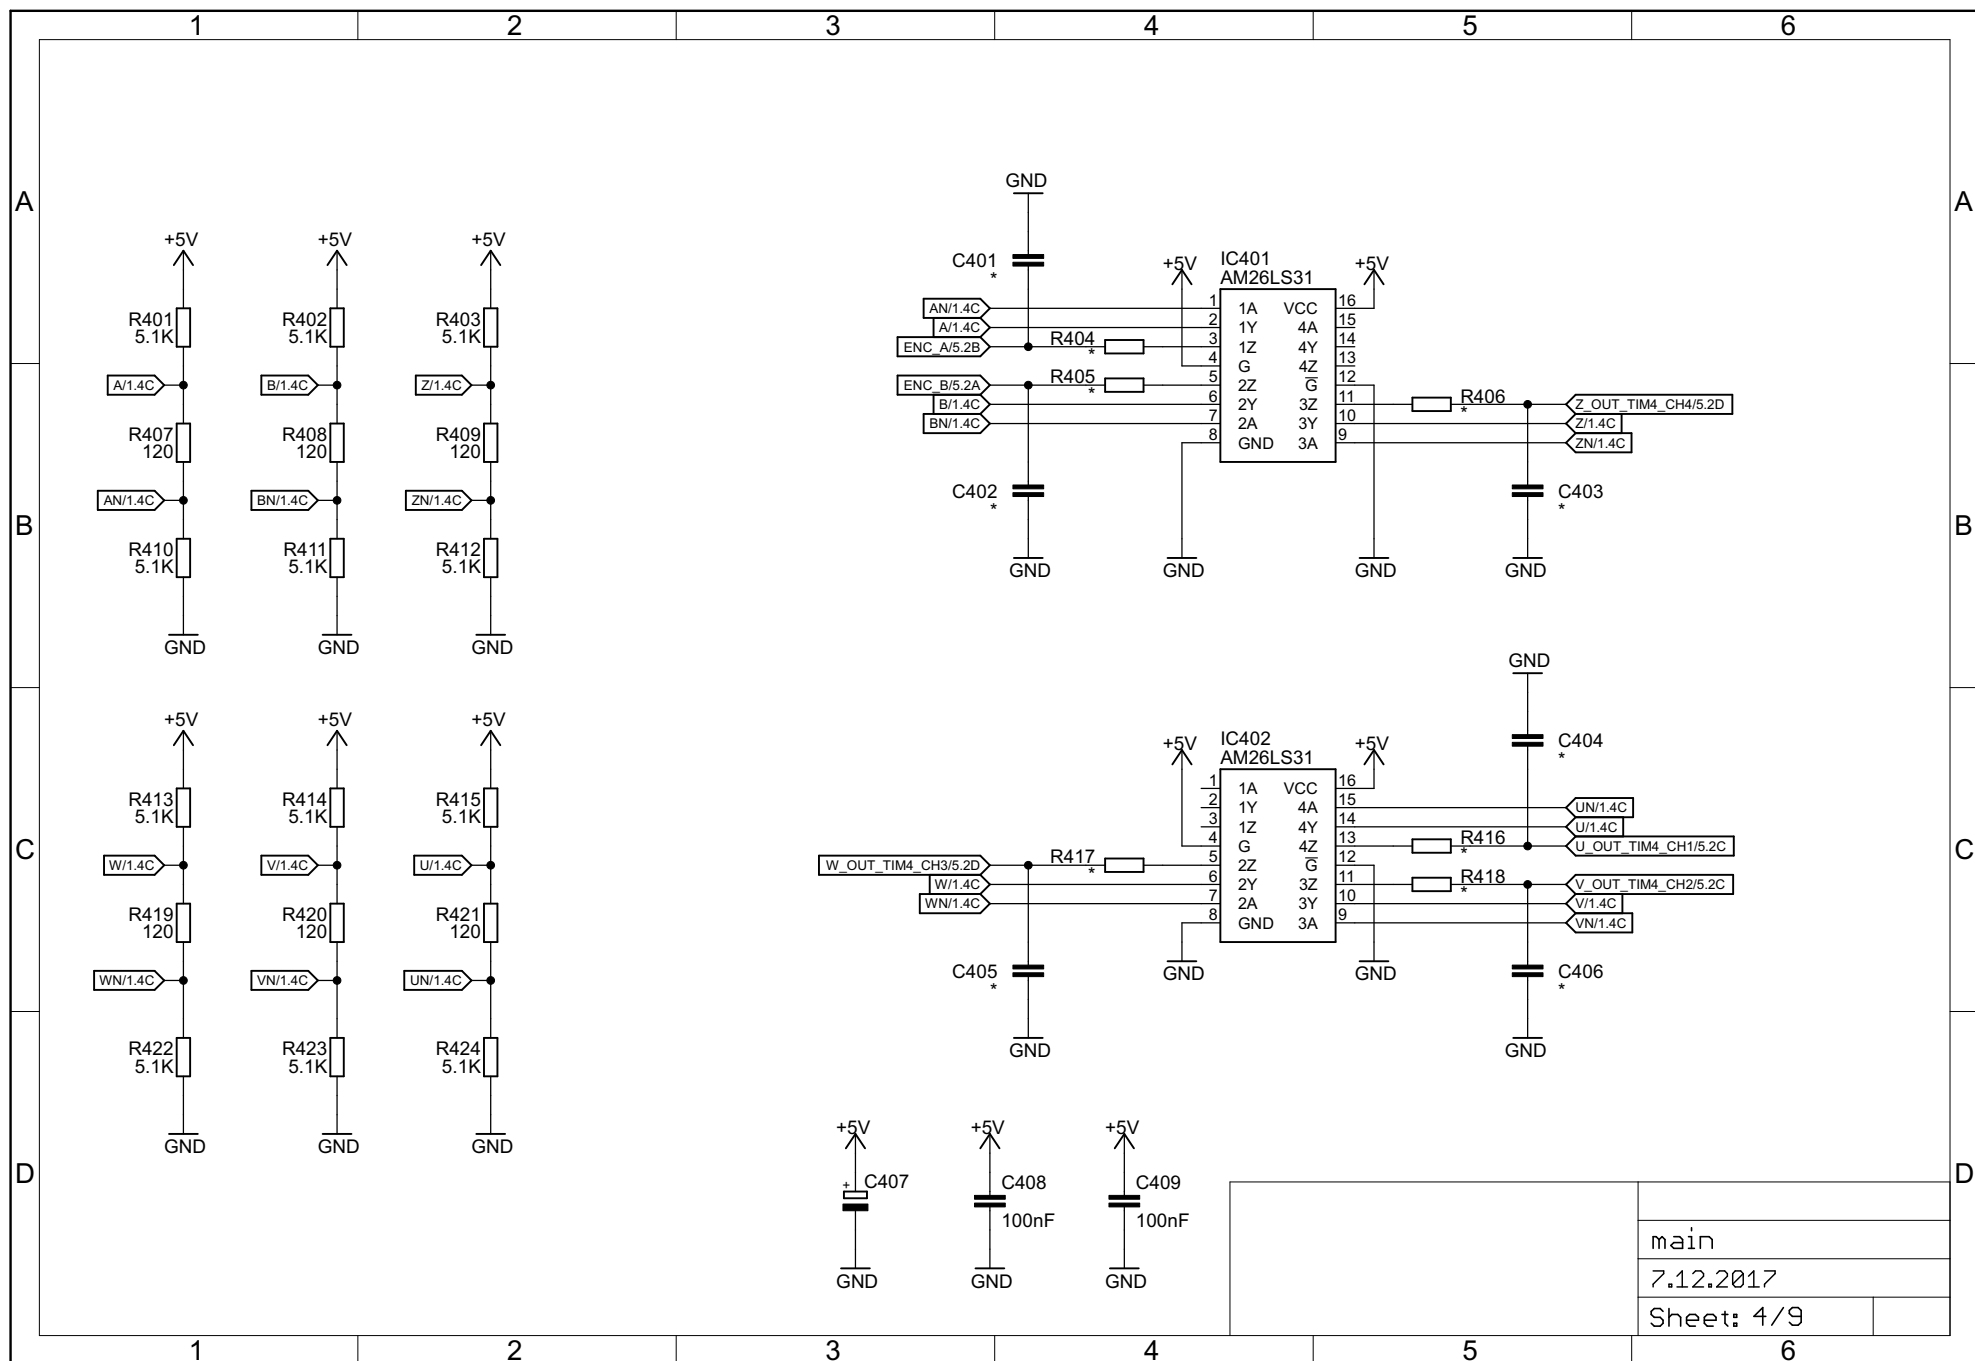 1 2 3 4 5 6
A A
B B
C C
D D
+5V +5V +5V
R401 5.1K
R402 5.1K
R403 5.1K
A/1.4C B/1.4C Z/1.4C
R407 120
R408 120
R409 120
AN/1.4C BN/1.4C ZN/1.4C
R410 5.1K
R411 5.1K
R412 5.1K
GND GND GND
+5V +5V +5V
R413 5.1K
R414 5.1K
R415 5.1K
W/1.4C V/1.4C U/1.4C
R419 120
R420 120
R421 120
WN/1.4C VN/1.4C UN/1.4C
R422 5.1K
R423 5.1K
R424 5.1K
GND GND GND
GND
C401 *
+5V
IC401
AM26LS31
+5V
AN/1.4C
A/1.4C
ENC_A/5.2B
R404 *
ENC_B/5.2A
R405 *
B/1.4C
BN/1.4C
1 1A VCC 16
2 1Y 4A 15
3 1Z 4Y 14
4 G 4Z 13
5 2Z G 12
6 2Y 3Z 11
7 2A 3Y 10
8 GND 3A 9
R406 *
Z_OUT_TIM4_CH4/5.2D
Z/1.4C
ZN/1.4C
C402 *
C403 *
GND GND GND GND
GND
C404 *
+5V
IC402
AM26LS31
+5V
1 1A VCC 16
2 1Y 4A 15
3 1Z 4Y 14
4 G 4Z 13
5 2Z G 12
6 2Y 3Z 11
7 2A 3Y 10
8 GND 3A 9
W_OUT_TIM4_CH3/5.2D
R417 *
W/1.4C
WN/1.4C
UN/1.4C
U/1.4C
R416 *
U_OUT_TIM4_CH1/5.2C
R418 *
V_OUT_TIM4_CH2/5.2C
V/1.4C
VN/1.4C
C405 *
GND GND
C406 *
GND GND
+5V +5V +5V
+ C407
C408 100nF
C409 100nF
GND GND GND
main
7.12.2017
Sheet: 4/9
1 2 3 4 5 6